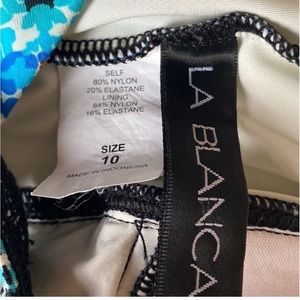 SELF
80% NYLON
20% ELASTANE
LINING
84% NYLON
16% ELASTANE
SIZE
10
MADE IN INDONESIA
LA BLANCA